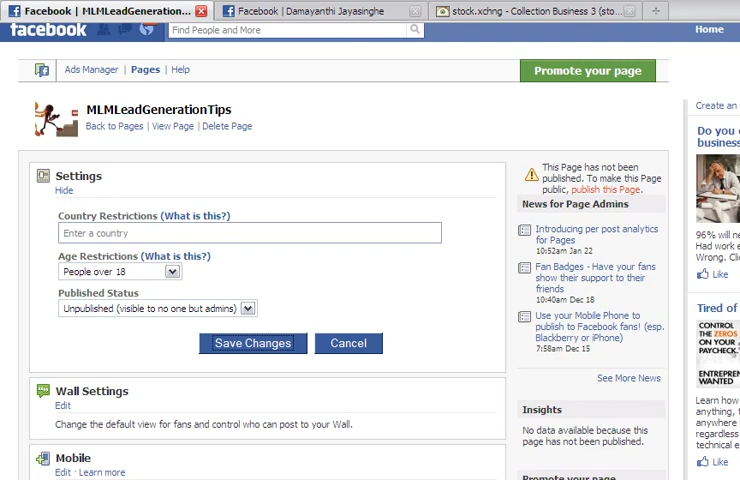 Facebook | MLMLeadGeneration...
Facebook | Damayanthi Jayasinghe
stock.xchng - Collection Business 3 (sto...
facebook
Find People and More
Home
Ads Manager | Pages | Help
Promote your page
MLMLeadGenerationTips
Back to Pages | View Page | Delete Page
Settings
Hide
Country Restrictions (What is this?)
Enter a country
Age Restrictions (What is this?)
People over 18
Published Status
Unpublished (visible to no one but admins)
Save Changes
Cancel
Wall Settings
Edit
Change the default view for fans and control who can post to your Wall.
Mobile
Edit · Learn more
This Page has not been
published. To make this Page
public, publish this Page.
News for Page Admins
Introducing per post analytics
for Pages
10:52am Jan 22
Fan Badges - Have your fans
show their support to their
friends
10:40am Dec 18
Use your Mobile Phone to
publish to Facebook fans! (esp.
Blackberry or iPhone)
7:58am Dec 15
See More News
Insights
No data available because this
page has not been published.
Promote your page
Create an
Do you
business
96% will ne
Had work e
Wrong. Cli
Like
Tired of
CONTROL
THE ZEROS
ON YOUR
PAYCHECK.
ENTREPREN
WANTED
Learn how
anything, t
anywhere
regardless
technical e
Like